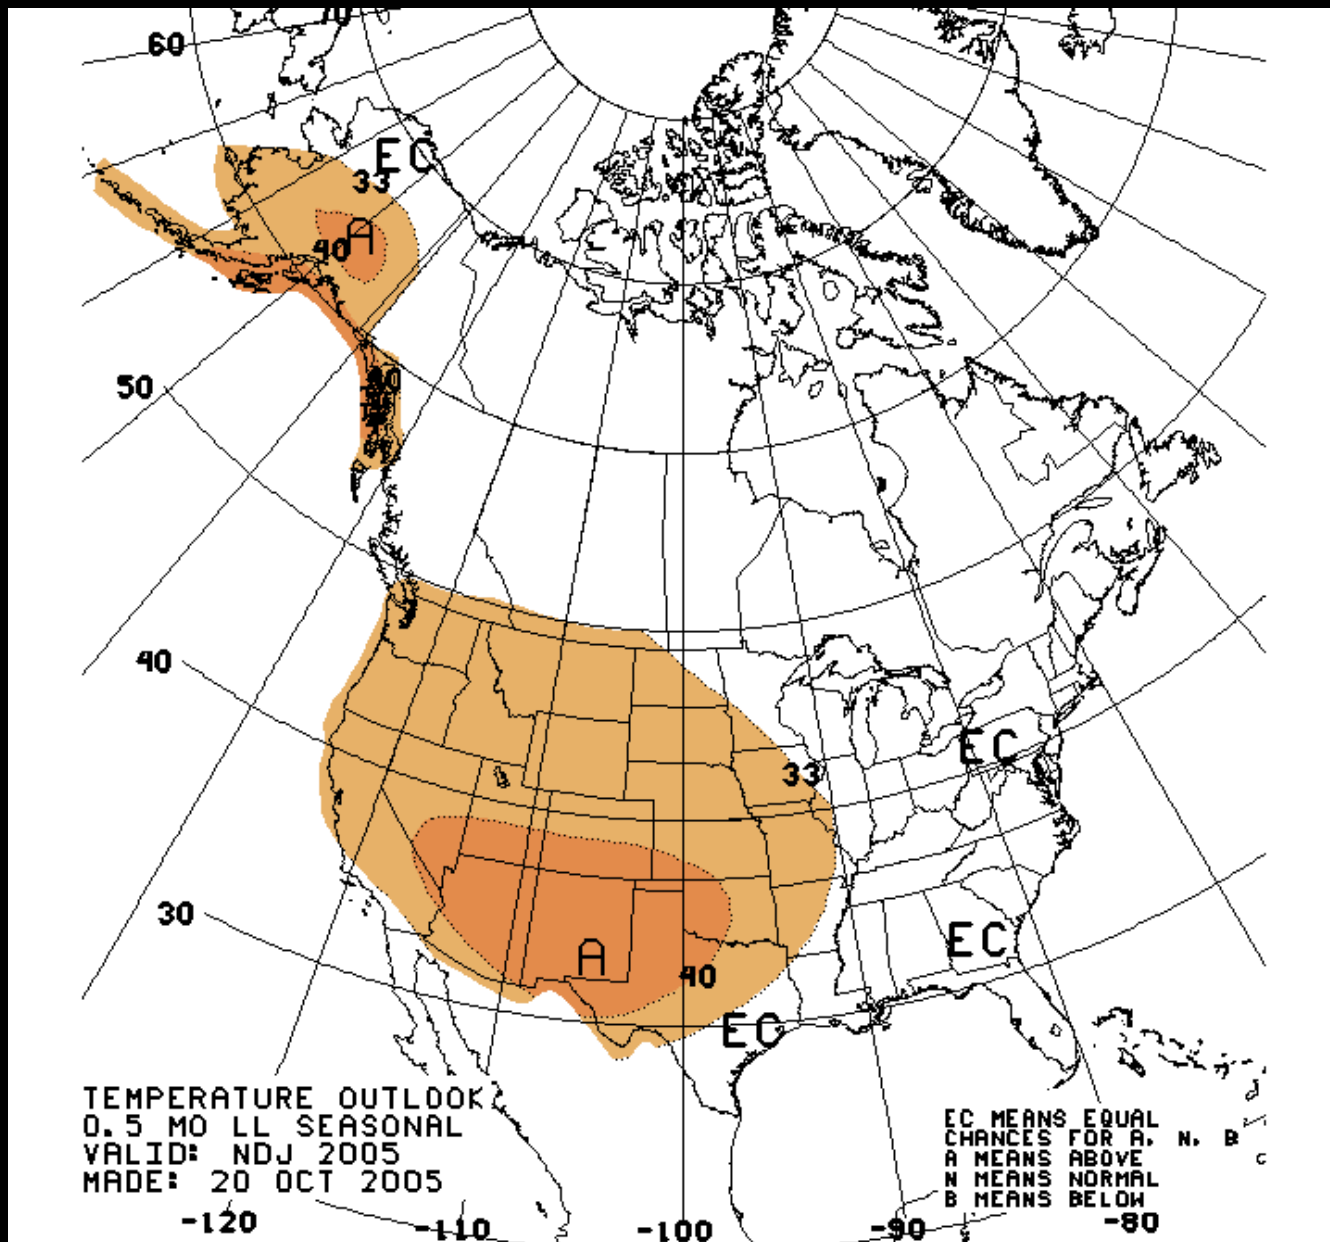 70
60
EC
33
A
40
50
40
40
33
EC
30
EC
A
40
EC
TEMPERATURE OUTLOOK
0.5 MO LL SEASONAL
VALID: NDJ 2005
MADE: 20 OCT 2005
EC MEANS EQUAL
CHANCES FOR A, N, B
A MEANS ABOVE
N MEANS NORMAL
B MEANS BELOW
-120
-110
-100
-90
-80